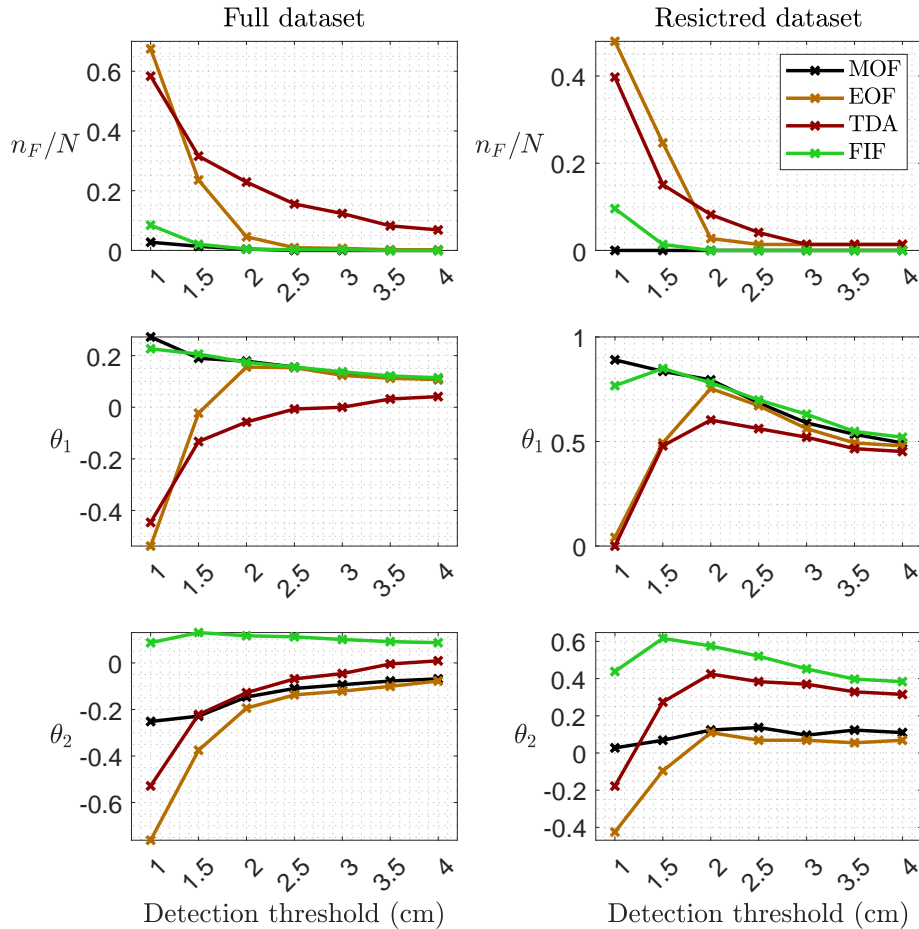 Full dataset
Resictred dataset
n_F/N
0.6
0.4
0.2
0
1 1.5 2 2.5 3 3.5 4
n_F/N
0.4
0.2
0
1 1.5 2 2.5 3 3.5 4
MOF
EOF
TDA
FIF
θ_1
0.2
0
-0.2
-0.4
1 1.5 2 2.5 3 3.5 4
θ_1
1
0.5
0
1 1.5 2 2.5 3 3.5 4
θ_2
0
-0.2
-0.4
-0.6
1 1.5 2 2.5 3 3.5 4
Detection threshold (cm)
θ_2
0.6
0.4
0.2
0
-0.2
-0.4
1 1.5 2 2.5 3 3.5 4
Detection threshold (cm)